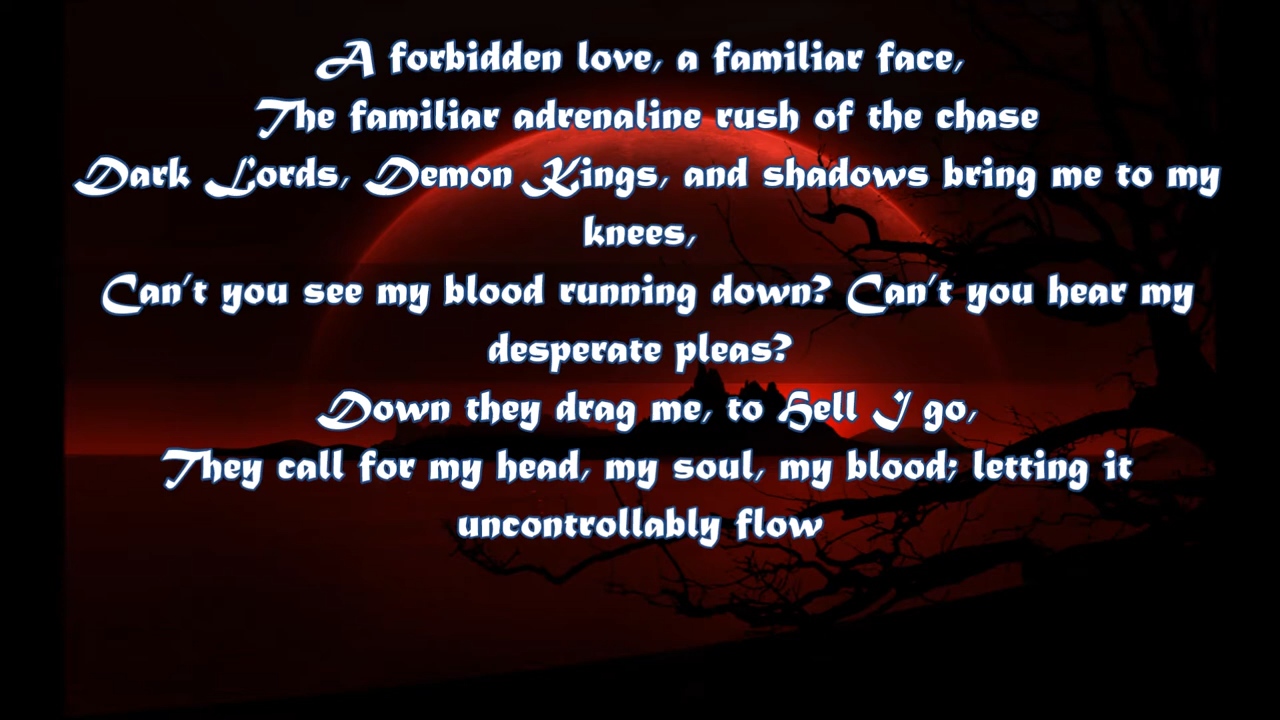 A forbidden love, a familiar face,
The familiar adrenaline rush of the chase
Dark Lords, Demon Kings, and shadows bring me to my
knees,
Can't you see my blood running down? Can't you hear my
desperate pleas?
Down they drag me, to Hell I go,
They call for my head, my soul, my blood; letting it
uncontrollably flow